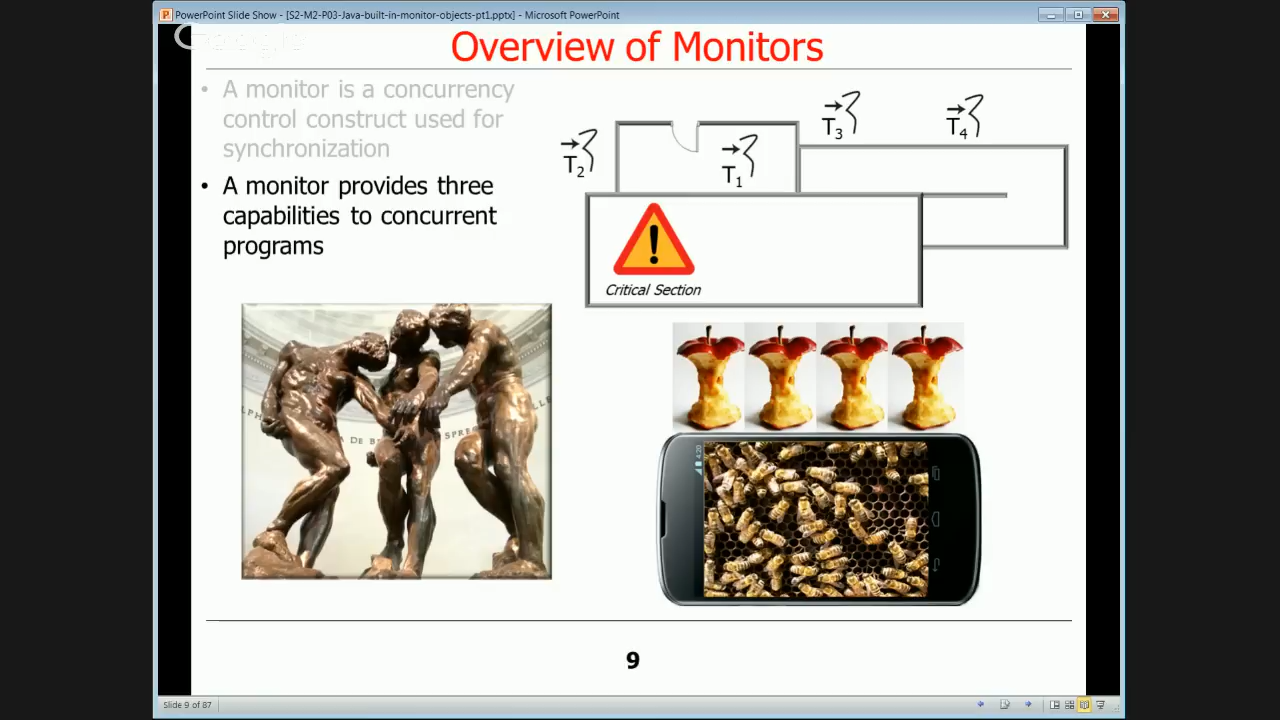 PowerPoint Slide Show - [S2-M2-P03-Java-built-in-monitor-objects-pt1.pptx] - Microsoft PowerPoint
Overview of Monitors
• A monitor is a concurrency
control construct used for
synchronization
• A monitor provides three
capabilities to concurrent
programs
T2
T1
T3
T4
Critical Section
4:20
9
Slide 9 of 87